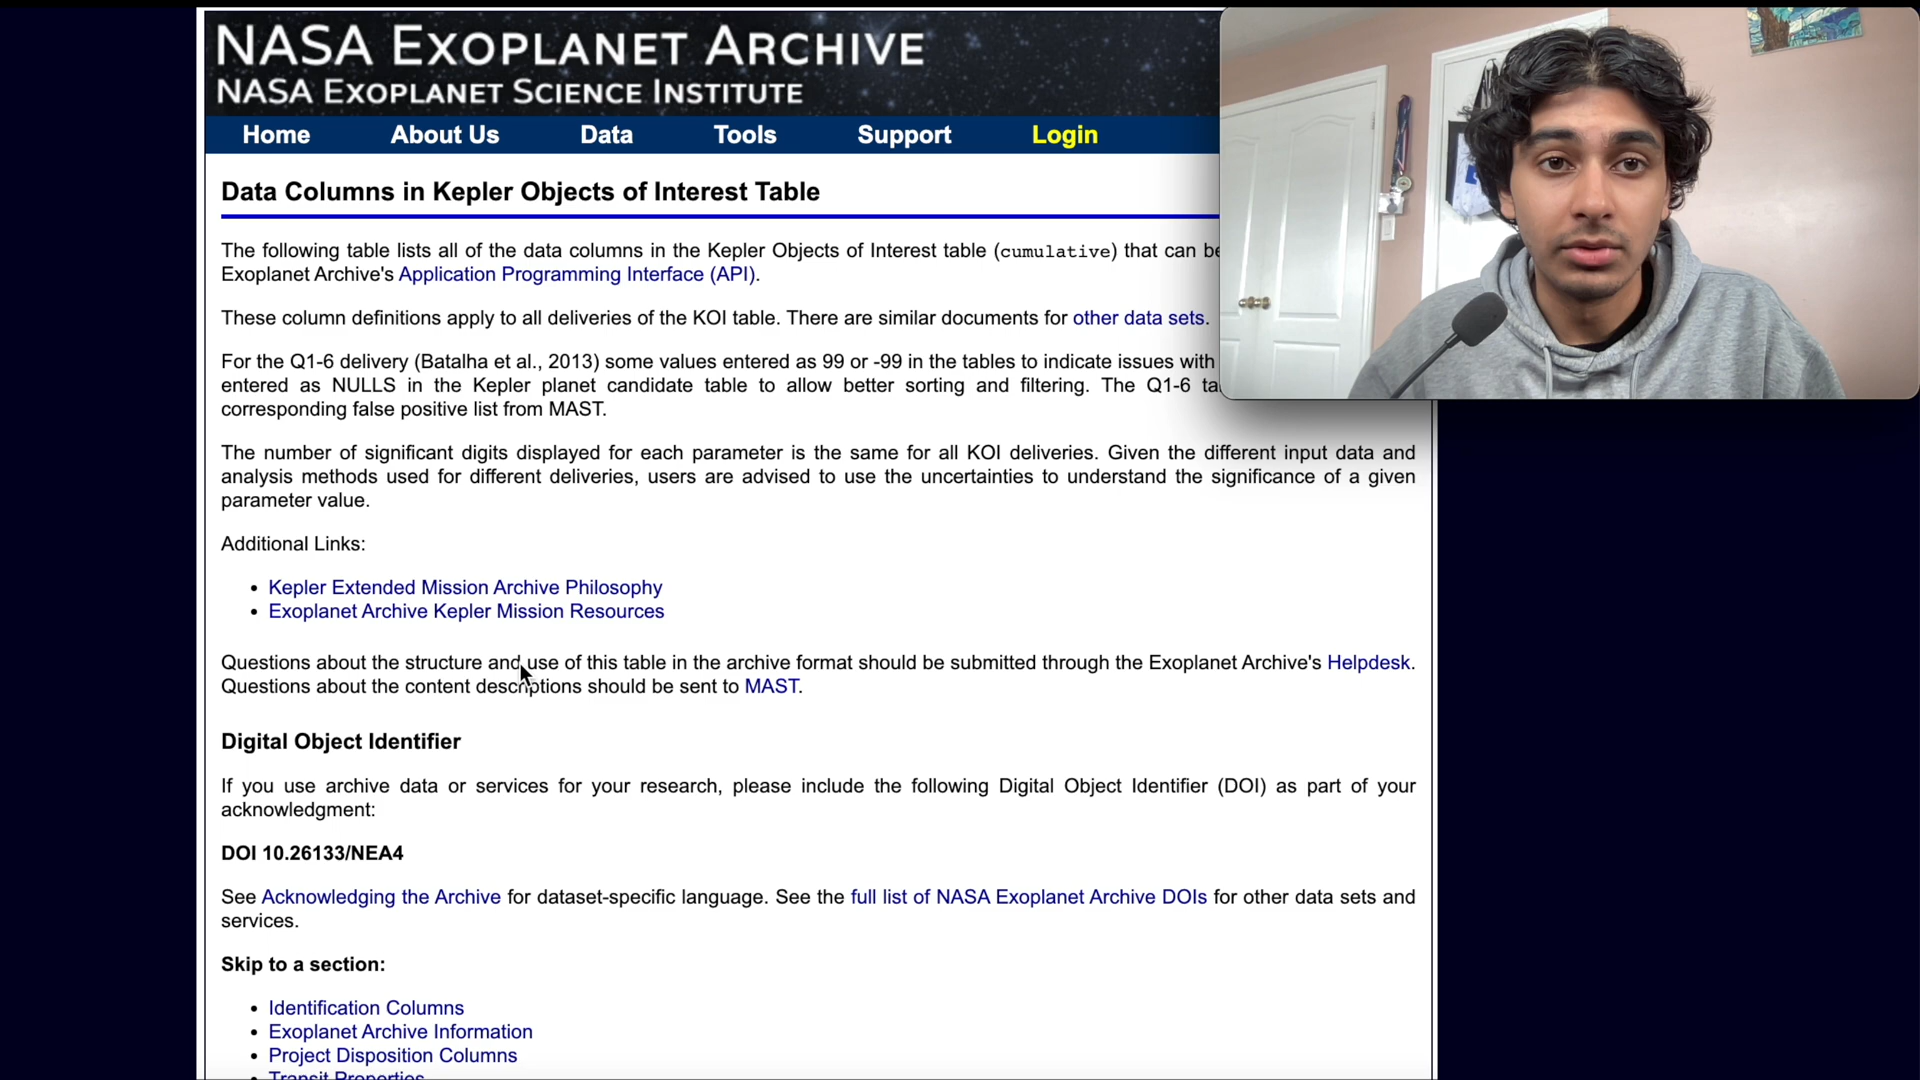 NASA EXOPLANET ARCHIVE
NASA EXOPLANET SCIENCE INSTITUTE
Home About Us Data Tools Support Login
Data Columns in Kepler Objects of Interest Table
The following table lists all of the data columns in the Kepler Objects of Interest table (cumulative) that can be
Exoplanet Archive's Application Programming Interface (API).
These column definitions apply to all deliveries of the KOI table. There are similar documents for other data sets.
For the Q1-6 delivery (Batalha et al., 2013) some values entered as 99 or -99 in the tables to indicate issues with
entered as NULLS in the Kepler planet candidate table to allow better sorting and filtering. The Q1-6
corresponding false positive list from MAST.
The number of significant digits displayed for each parameter is the same for all KOI deliveries. Given the different input data and
analysis methods used for different deliveries, users are advised to use the uncertainties to understand the significance of a given
parameter value.
Additional Links:
• Kepler Extended Mission Archive Philosophy
• Exoplanet Archive Kepler Mission Resources
Questions about the structure and use of this table in the archive format should be submitted through the Exoplanet Archive's Helpdesk.
Questions about the content descriptions should be sent to MAST.
Digital Object Identifier
If you use archive data or services for your research, please include the following Digital Object Identifier (DOI) as part of your
acknowledgment:
DOI 10.26133/NEA4
See Acknowledging the Archive for dataset-specific language. See the full list of NASA Exoplanet Archive DOIs for other data sets and
services.
Skip to a section:
• Identification Columns
• Exoplanet Archive Information
• Project Disposition Columns
Transit Properties